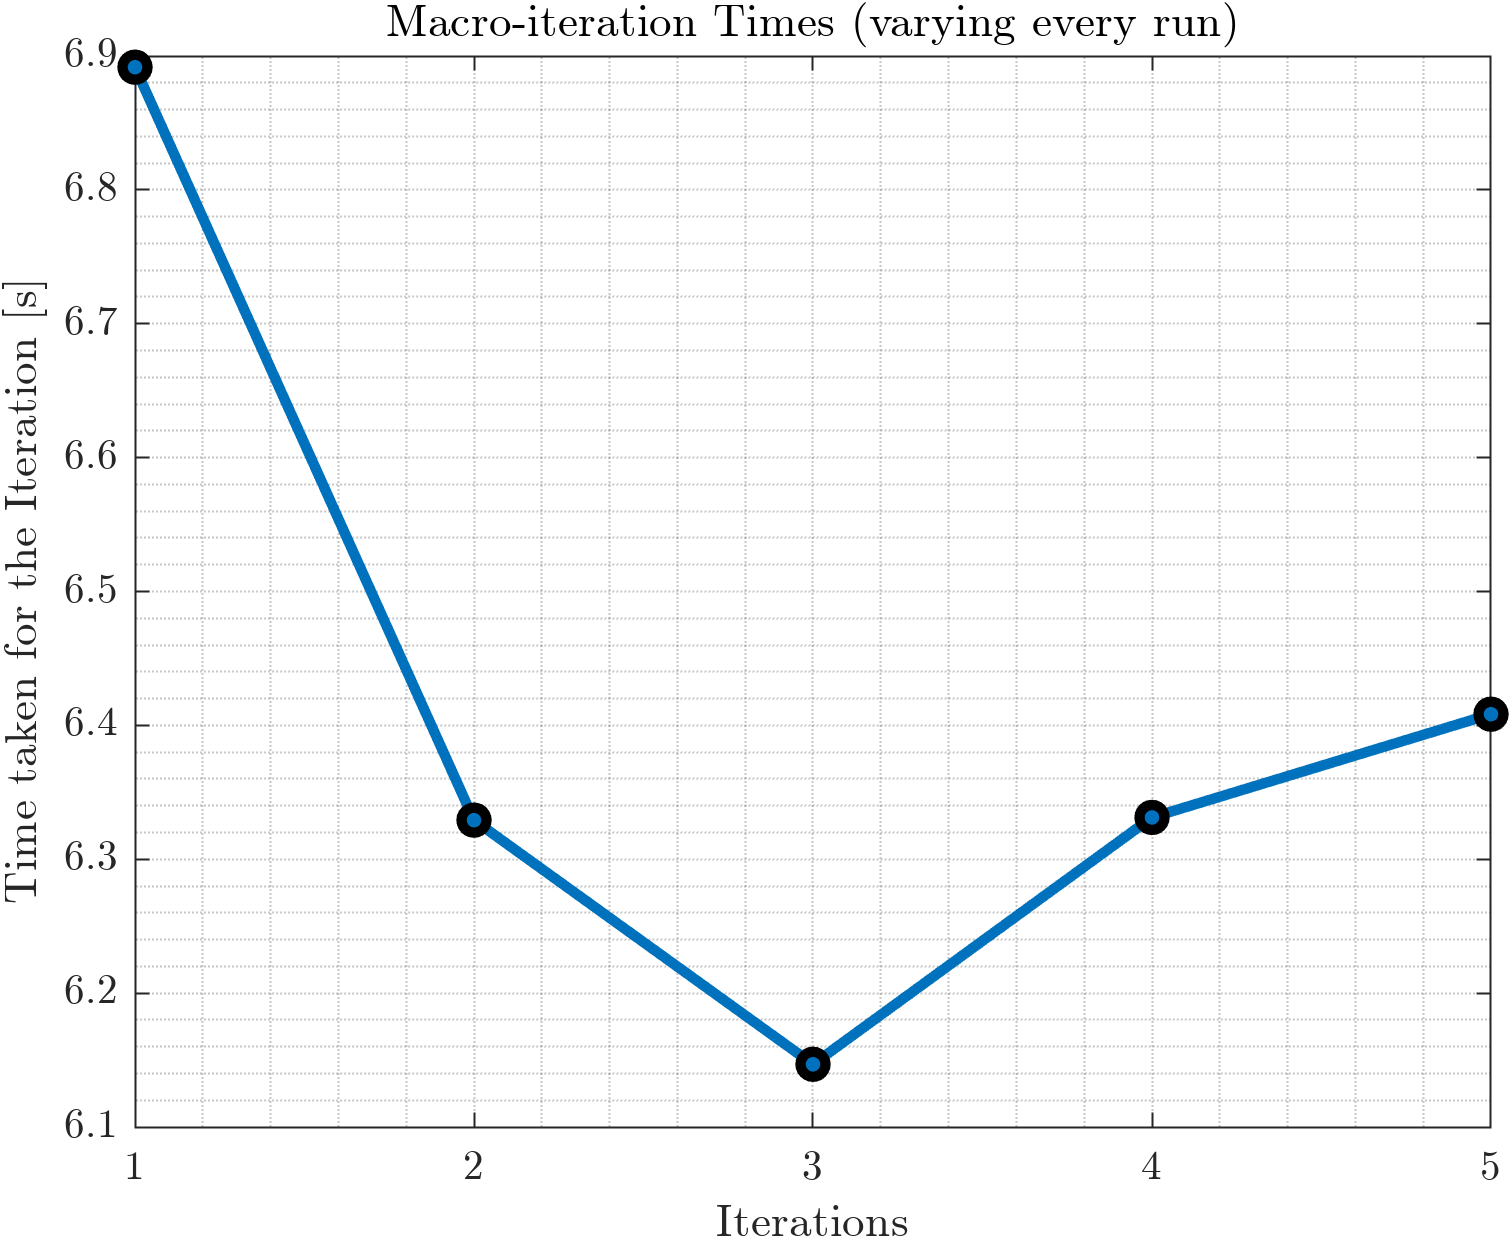 Macro-iteration Times (varying every run)
Time taken for the Iteration [s]
6.9
6.8
6.7
6.6
6.5
6.4
6.3
6.2
6.1
1 2 3 4 5
Iterations